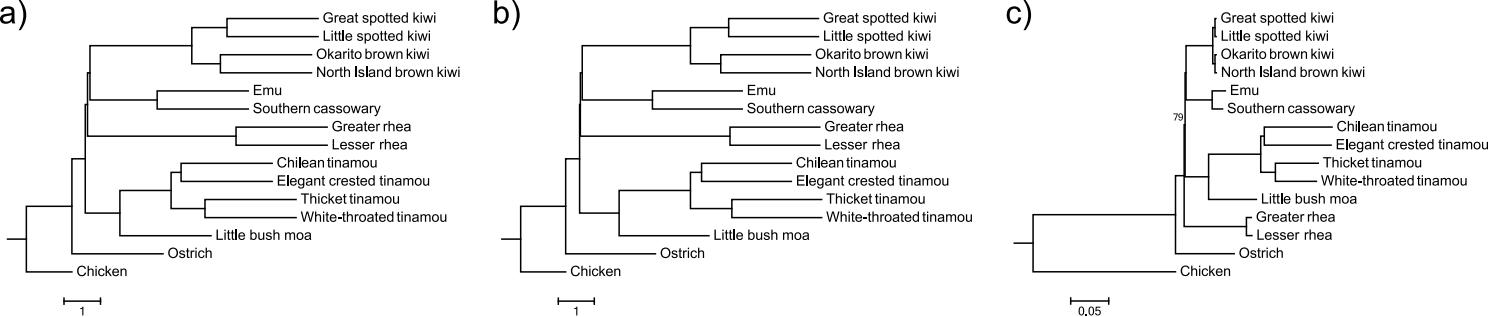 a)
Great spotted kiwi
Little spotted kiwi
Okarito brown kiwi
North Island brown kiwi
Emu
Southern cassowary
Greater rhea
Lesser rhea
Chilean tinamou
Elegant crested tinamou
Thicket tinamou
White-throated tinamou
Little bush moa
Ostrich
Chicken
1
b)
Great spotted kiwi
Little spotted kiwi
Okarito brown kiwi
North Island brown kiwi
Emu
Southern cassowary
Greater rhea
Lesser rhea
Chilean tinamou
Elegant crested tinamou
Thicket tinamou
White-throated tinamou
Little bush moa
Ostrich
Chicken
1
c)
Great spotted kiwi
Little spotted kiwi
Okarito brown kiwi
North Island brown kiwi
Emu
Southern cassowary
79
Chilean tinamou
Elegant crested tinamou
Thicket tinamou
White-throated tinamou
Little bush moa
Greater rhea
Lesser rhea
Ostrich
Chicken
0.05